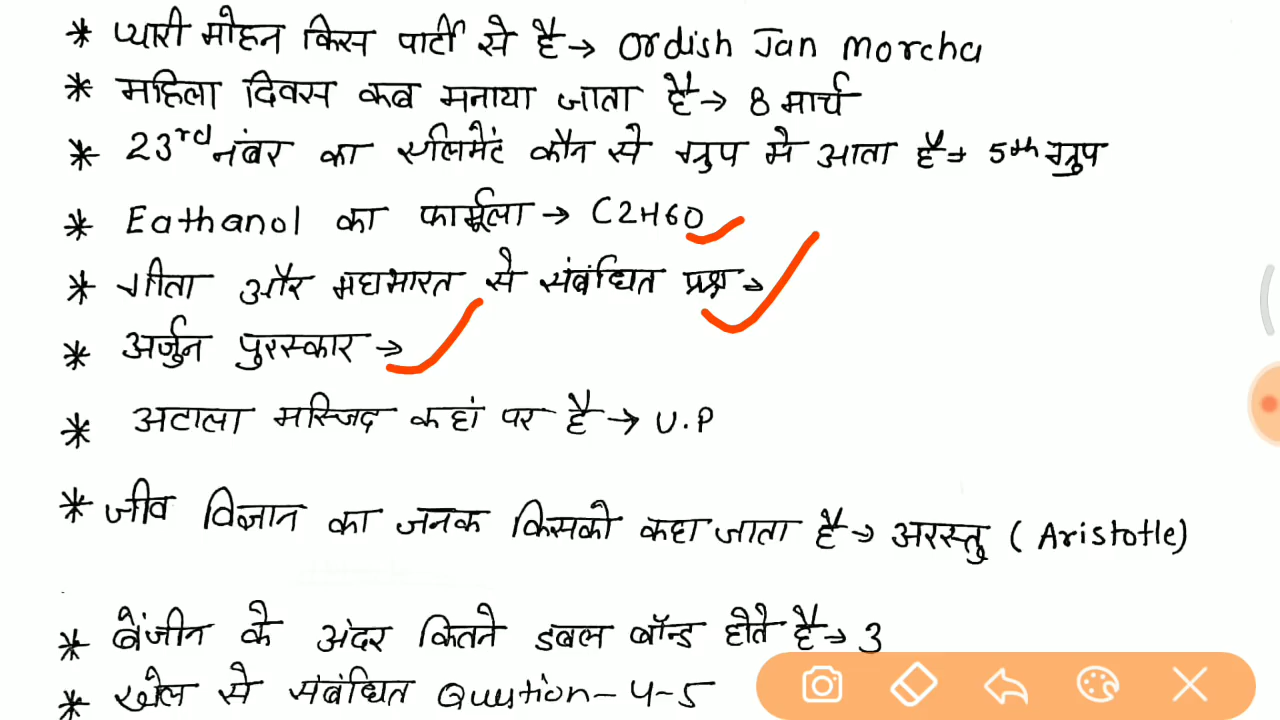 * प्यारी मोहन किस पार्टी से है→ Ordish Jan morcha
* महिला दिवस कब मनाया जाता है→ 8 मार्च
* 23rd नंबर का एलिमेंट कौन से ग्रुप मे आता है→ 5th ग्रुप
* Eathanol का फार्मूला → C2H6O
* गीता और महाभारत से संबंधित प्रश्न→
* अर्जुन पुरस्कार→
* अटाला मस्जिद कहां पर है→ U.P
* जीव विज्ञान का जनक किसको कहा जाता है→ अरस्तु (Aristotle)
* बेंजीन के अंदर कितने डबल बॉन्ड होते है→ 3
* खेल से संबंधित Question-4-5